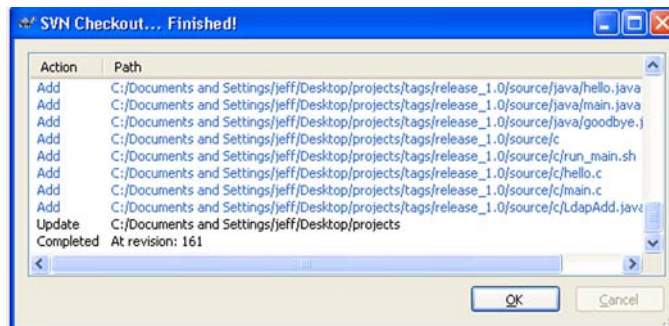 SVN Checkout... Finished!
Action Path
Add C:/Documents and Settings/jeff/Desktop/projects/tags/release_1.0/source/java/hello.java
Add C:/Documents and Settings/jeff/Desktop/projects/tags/release_1.0/source/java/main.java
Add C:/Documents and Settings/jeff/Desktop/projects/tags/release_1.0/source/java/goodbye.j
Add C:/Documents and Settings/jeff/Desktop/projects/tags/release_1.0/source/c
Add C:/Documents and Settings/jeff/Desktop/projects/tags/release_1.0/source/c/run_main.sh
Add C:/Documents and Settings/jeff/Desktop/projects/tags/release_1.0/source/c/hello.c
Add C:/Documents and Settings/jeff/Desktop/projects/tags/release_1.0/source/c/main.c
Add C:/Documents and Settings/jeff/Desktop/projects/tags/release_1.0/source/c/LdapAdd.java
Update C:/Documents and Settings/jeff/Desktop/projects
Completed At revision: 161
OK Cancel